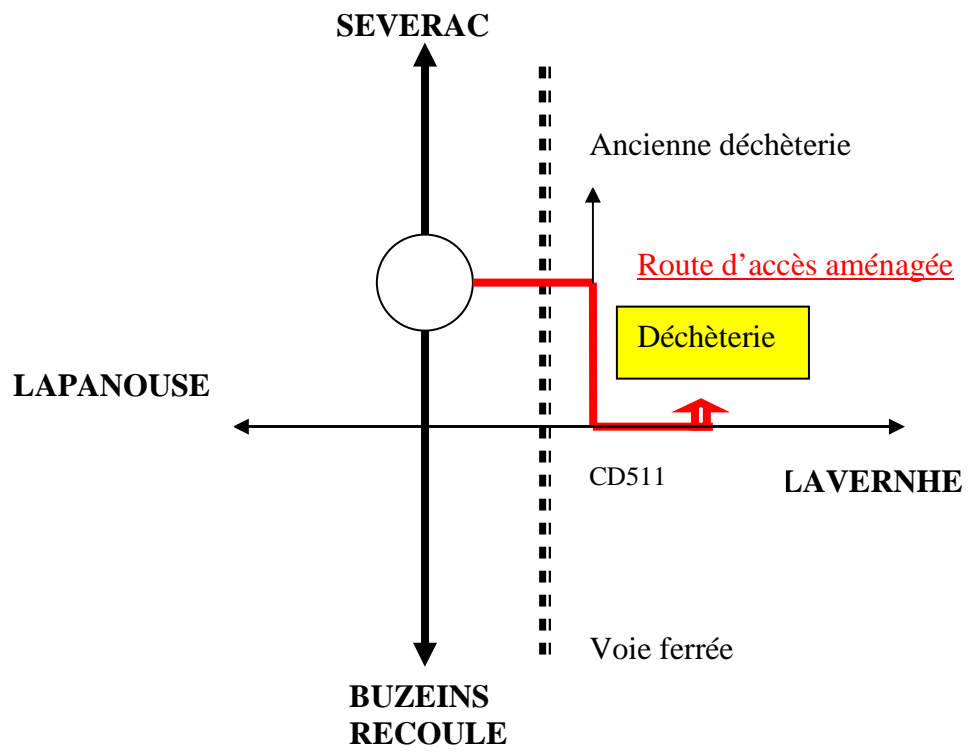 SEVERAC
Ancienne déchèterie
Route d’accès aménagée
Déchèterie
LAPANOUSE
CD511
LAVERNHE
Voie ferrée
BUZEINS
RECOULE